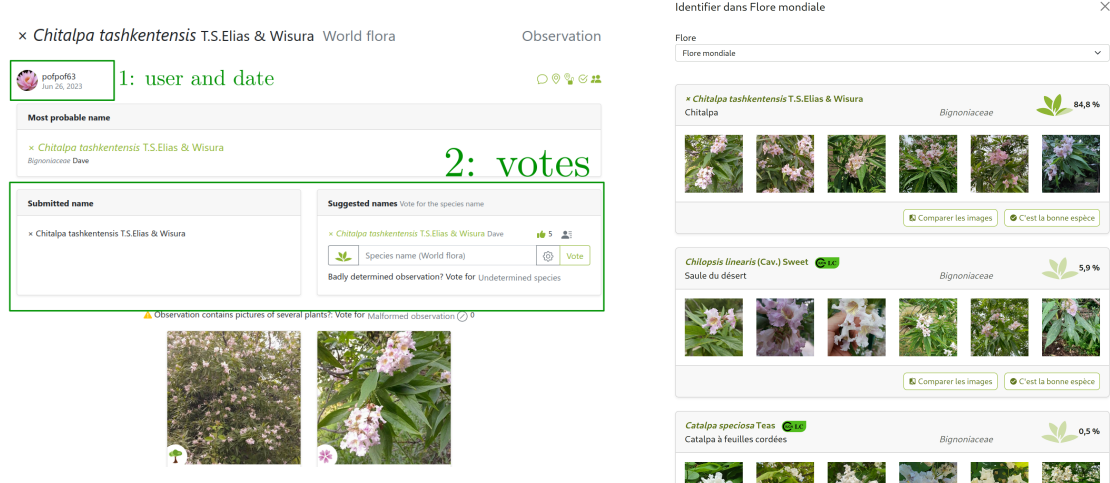 × Chitalpa tashkentensis T.S.Elias & Wisura World flora
Observation
pofpof63
Jun 26, 2023
1: user and date
Most probable name
× Chitalpa tashkentensis T.S.Elias & Wisura
Bignoniaceae Dave
2: votes
Submitted name
× Chitalpa tashkentensis T.S.Elias & Wisura
Suggested names Vote for the species name
× Chitalpa tashkentensis T.S.Elias & Wisura Dave
5
Species name (World flora)
Vote
Badly determined observation? Vote for Undetermined species
Observation contains pictures of several plants?: Vote for Malformed observation 0
Identifier dans Flore mondiale
Flore
Flore mondiale
× Chitalpa tashkentensis T.S.Elias & Wisura
Chitalpa
Bignoniaceae
84,8 %
Comparer les images
C'est la bonne espèce
Chilopsis linearis (Cav.) Sweet
LC
Saule du désert
Bignoniaceae
5,9 %
Comparer les images
C'est la bonne espèce
Catalpa speciosa Teas
LC
Catalpa à feuilles cordées
Bignoniaceae
0,5 %